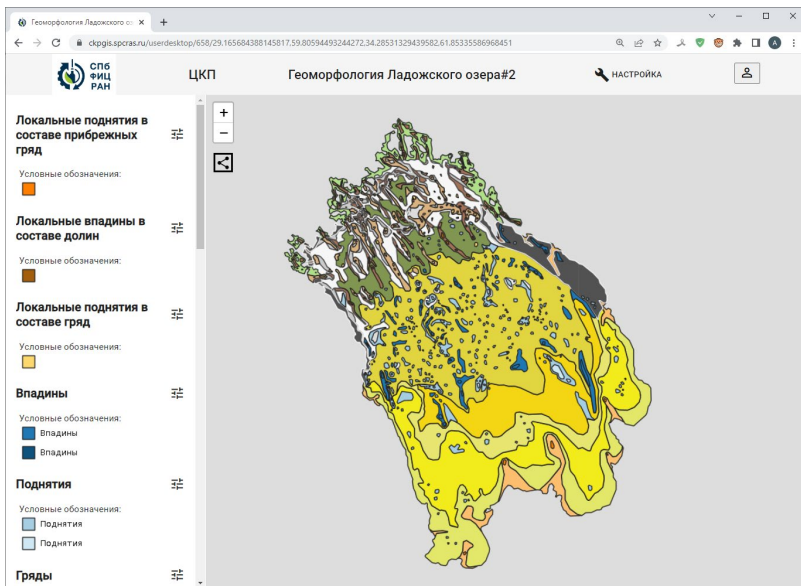 Геоморфология Ладожского оз
ckpgis.spcras.ru/userdesktop/658/29.165684388145817.59.80594493244272.34.28531329439582.61.85335586968451
A
СПб
ФИЦ
РАН
ЦКП
Геоморфология Ладожского озера#2
НАСТРОЙКА
+
−
Локальные поднятия в
составе прибрежных
гряд
Условные обозначения:
Локальные впадины в
составе долин
Условные обозначения:
Локальные поднятия в
составе гряд
Условные обозначения:
Впадины
Условные обозначения:
Впадины
Впадины
Поднятия
Условные обозначения:
Поднятия
Поднятия
Гряды